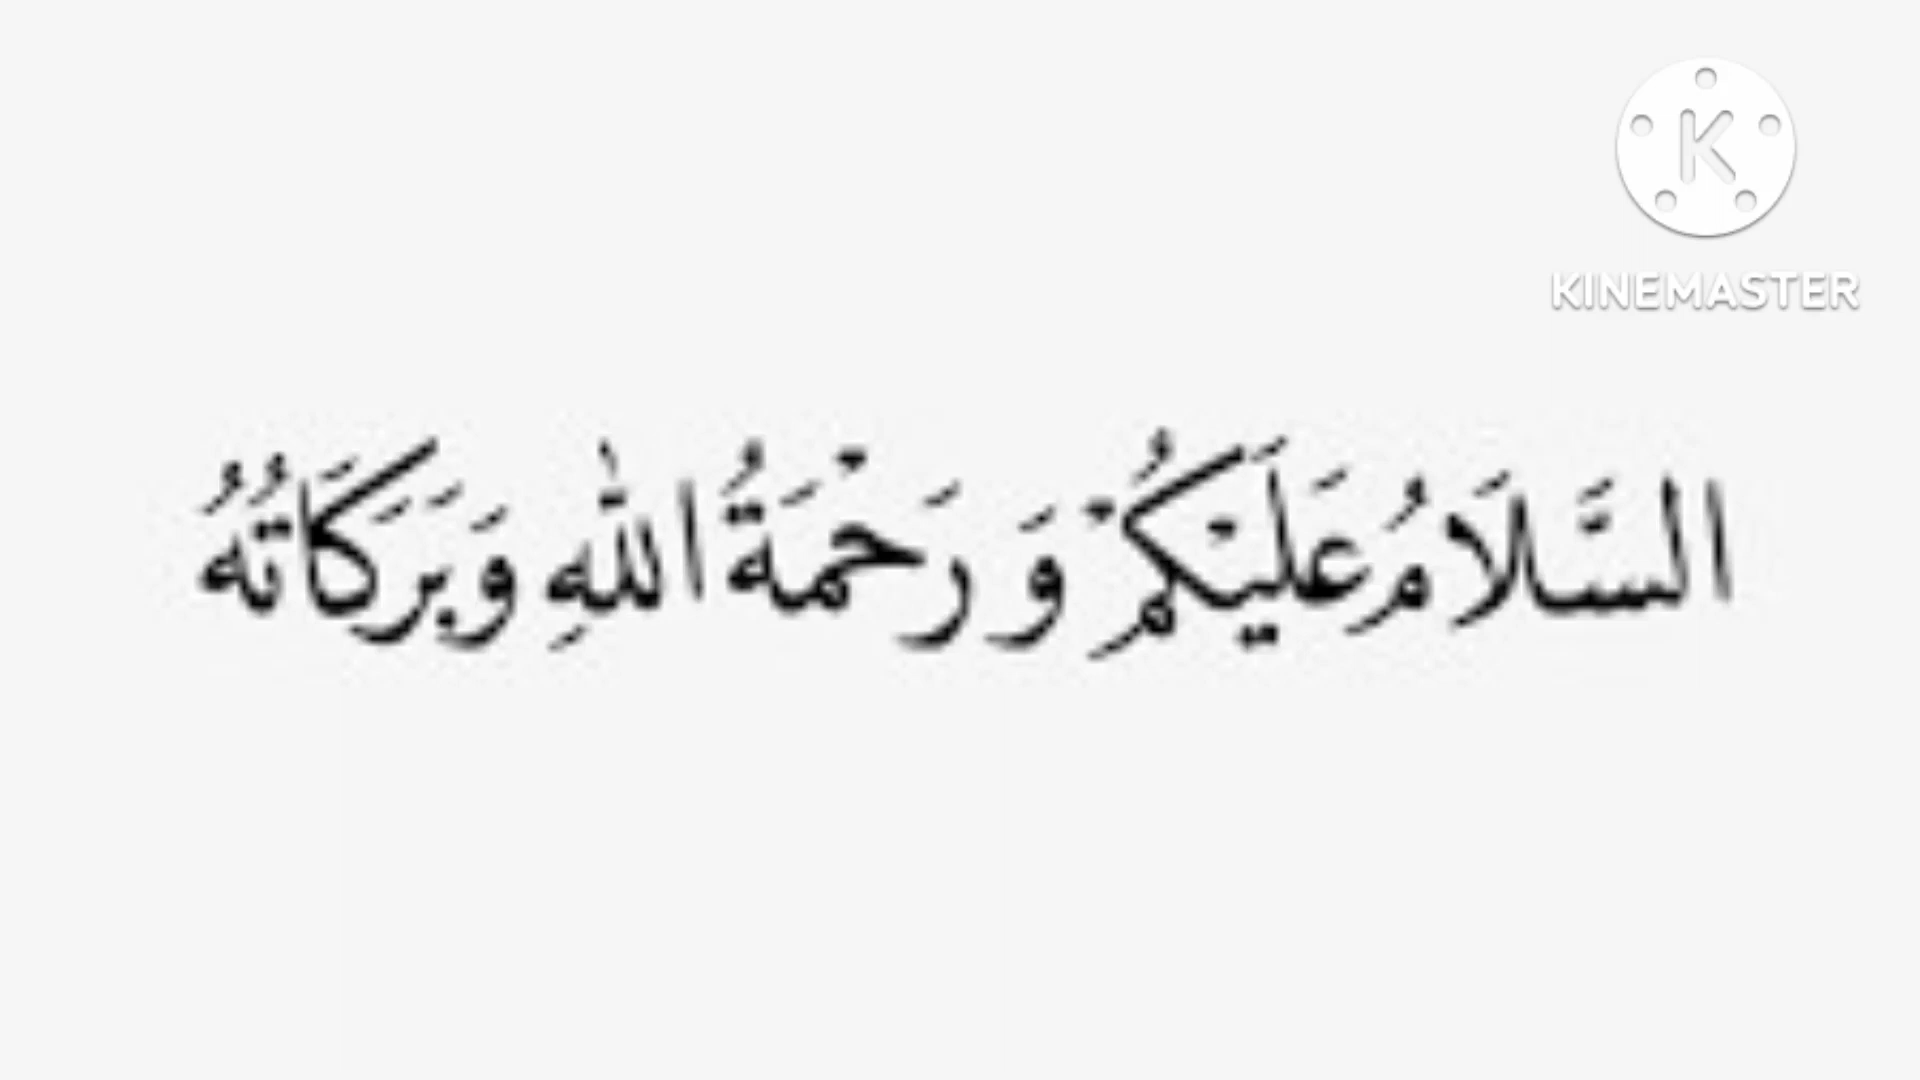 KINEMASTER
السَّلَامُ عَلَيْكُمْ وَ رَحْمَةُ اللهِ وَبَرَكَاتُهُ